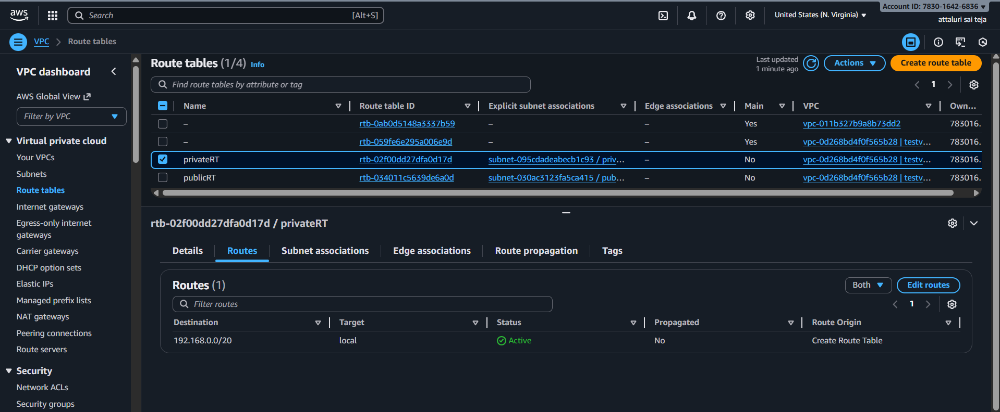 aws
Search [Alt+S]
United States (N. Virginia)
Account ID: 7830-1642-6836
attaluri sai teja
VPC Route tables
VPC dashboard
AWS Global View
Filter by VPC
Virtual private cloud
Your VPCs
Subnets
Route tables
Internet gateways
Egress-only internet
gateways
Carrier gateways
DHCP option sets
Elastic IPs
Managed prefix lists
NAT gateways
Peering connections
Route servers
Security
Network ACLs
Security groups
Route tables (1/4) Info
Last updated
1 minute ago
Actions
Create route table
Find route tables by attribute or tag
1
Name Route table ID Explicit subnet associations Edge associations Main VPC Own...
– rtb-0ab0d5148a3337b59 – – Yes vpc-011b327b9a8b73dd2 783016.
– rtb-059fe6e295a006e9d – – Yes vpc-0d268bd4f0f565b28 | testv... 783016.
privateRT rtb-02f00dd27dfa0d17d subnet-095cdadeabecb1c93 / priv... – No vpc-0d268bd4f0f565b28 | testv... 783016.
publicRT rtb-034011c5639de6a0d subnet-030ac3123fa5ca415 / pub... – No vpc-0d268bd4f0f565b28 | testv... 783016.
rtb-02f00dd27dfa0d17d / privateRT
Details Routes Subnet associations Edge associations Route propagation Tags
Routes (1)
Both
Edit routes
Filter routes
1
Destination Target Status Propagated Route Origin
192.168.0.0/20 local Active No Create Route Table